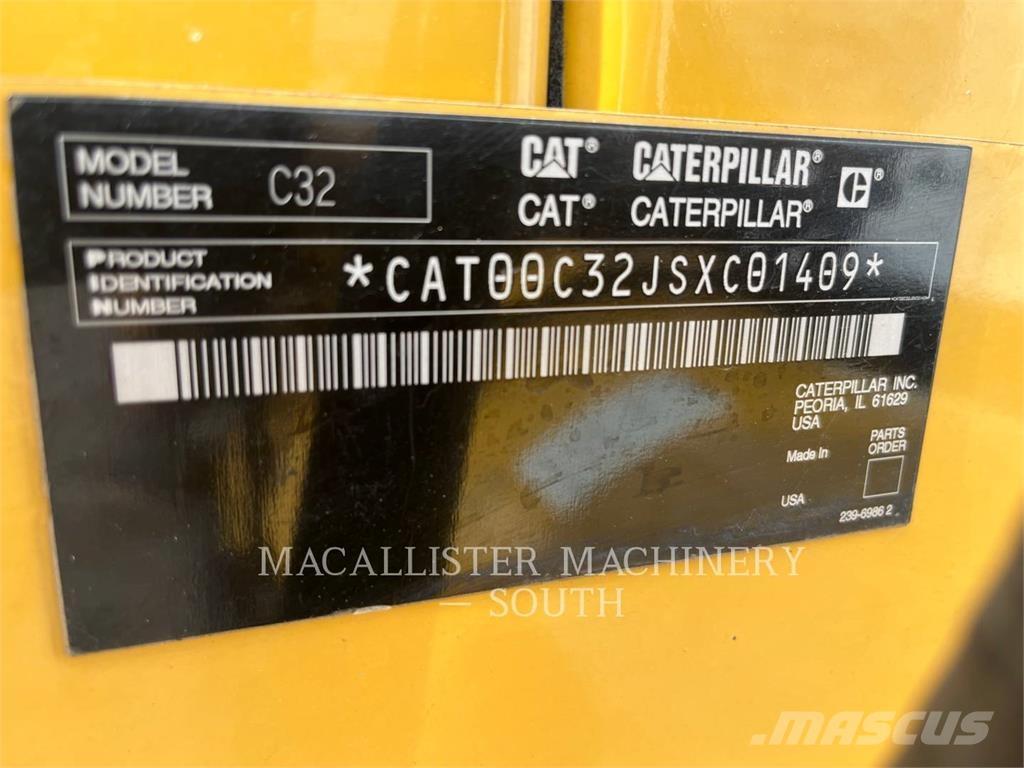 MODEL
NUMBER
C32
CAT® CATERPILLAR®
CAT® CATERPILLAR®
PRODUCT
IDENTIFICATION
NUMBER
*CAT00C32JSXC01409*
CATERPILLAR INC.
PEORIA, IL 61629
USA
Made in
USA
PARTS
ORDER
239-6986 2
MACALLISTER MACHINERY
— SOUTH
MASCUS